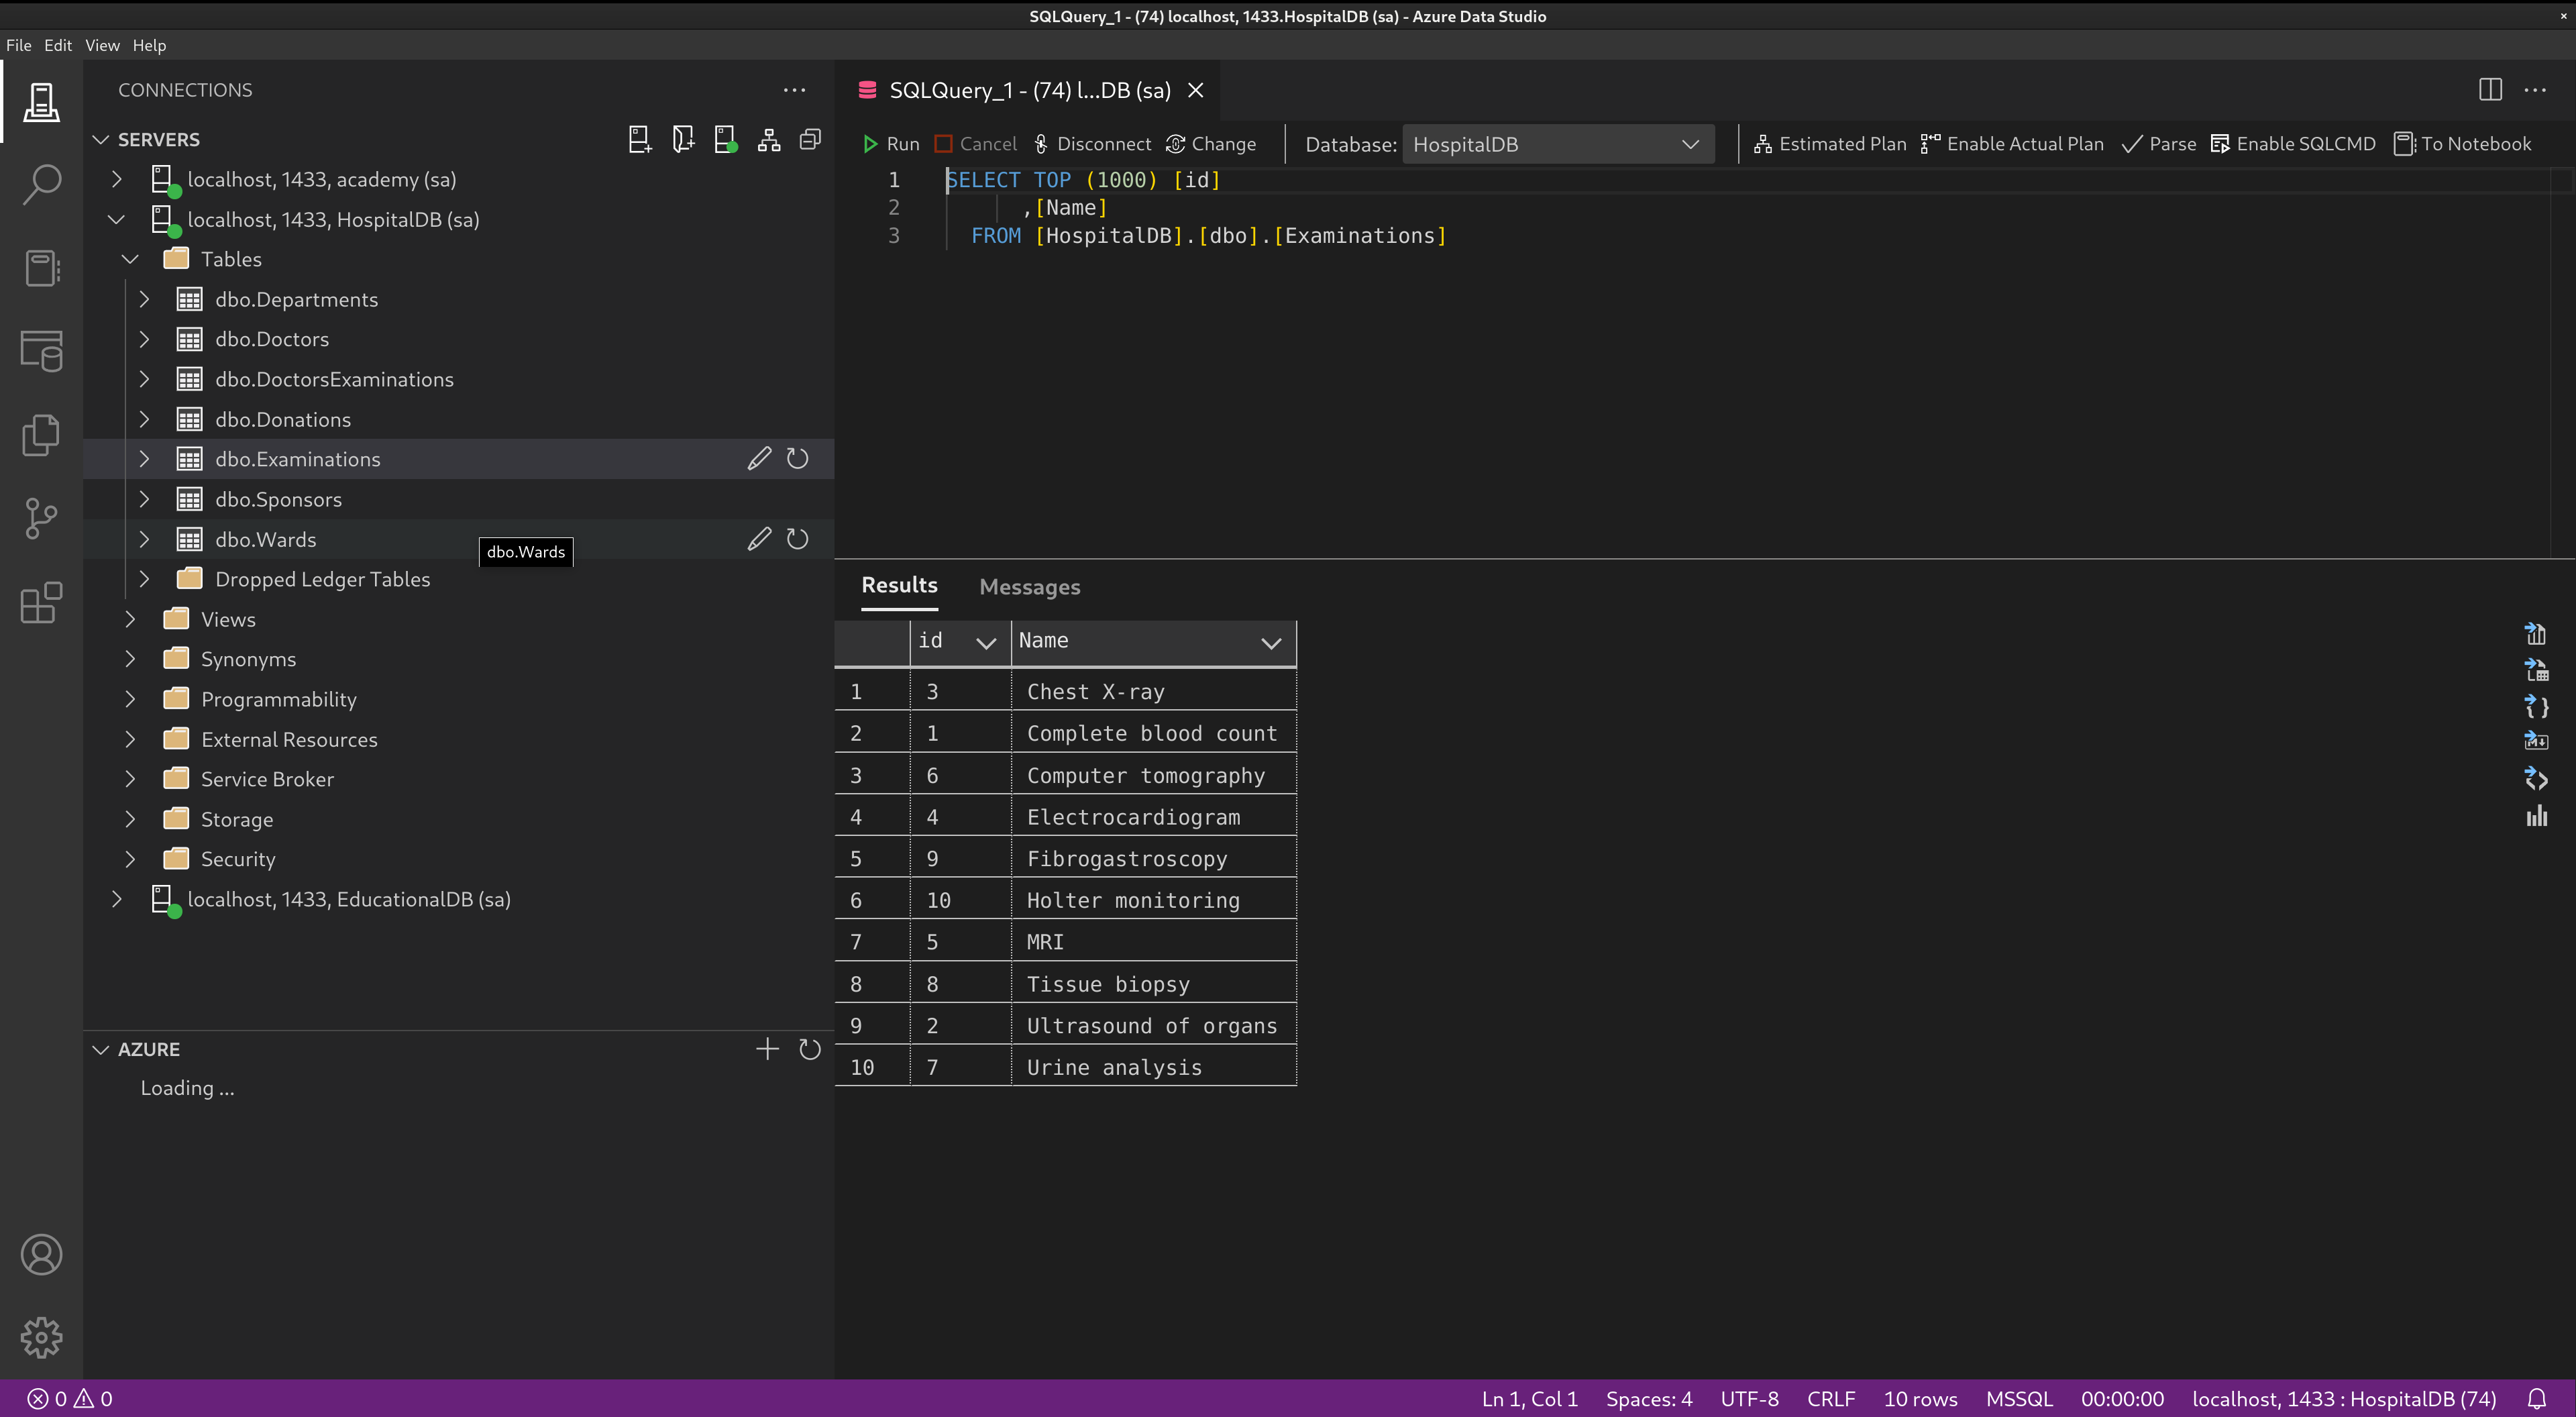 SQLQuery_1 - (74) localhost, 1433.HospitalDB (sa) - Azure Data Studio
File Edit View Help
CONNECTIONS
SERVERS
localhost, 1433, academy (sa)
localhost, 1433, HospitalDB (sa)
Tables
dbo.Departments
dbo.Doctors
dbo.DoctorsExaminations
dbo.Donations
dbo.Examinations
dbo.Sponsors
dbo.Wards
dbo.Wards
Dropped Ledger Tables
Views
Synonyms
Programmability
External Resources
Service Broker
Storage
Security
localhost, 1433, EducationalDB (sa)
AZURE
Loading ...
SQLQuery_1 - (74) l...DB (sa)
Run Cancel Disconnect Change Database: HospitalDB Estimated Plan Enable Actual Plan Parse Enable SQLCMD To Notebook
1 SELECT TOP (1000) [id]
2 ,[Name]
3 FROM [HospitalDB].[dbo].[Examinations]
Results Messages
id Name
1 3 Chest X-ray
2 1 Complete blood count
3 6 Computer tomography
4 4 Electrocardiogram
5 9 Fibrogastroscopy
6 10 Holter monitoring
7 5 MRI
8 8 Tissue biopsy
9 2 Ultrasound of organs
10 7 Urine analysis
0 0 Ln 1, Col 1 Spaces: 4 UTF-8 CRLF 10 rows MSSQL 00:00:00 localhost, 1433 : HospitalDB (74)